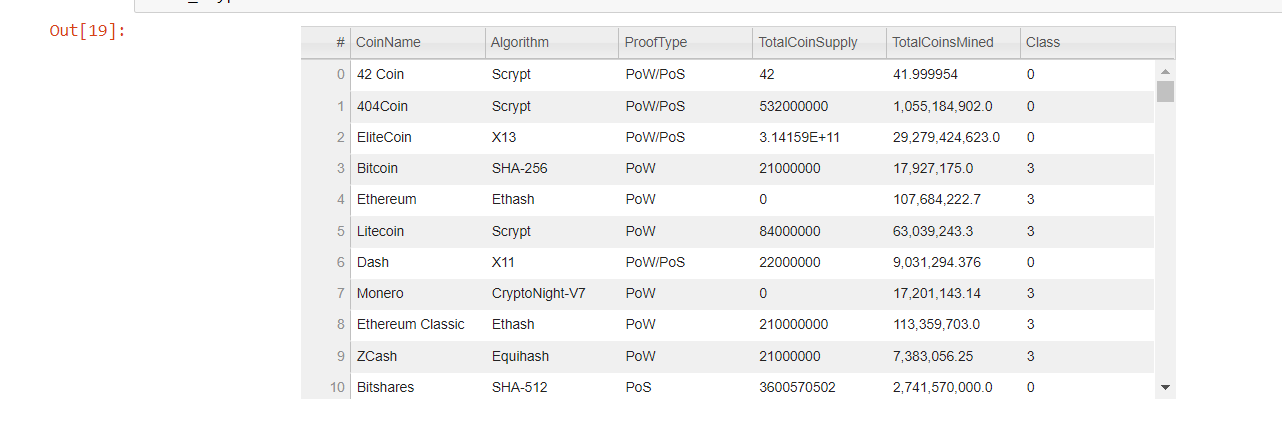 Out[19]:
# CoinName Algorithm ProofType TotalCoinSupply TotalCoinsMined Class
0 42 Coin Scrypt PoW/PoS 42 41.999954 0
1 404Coin Scrypt PoW/PoS 532000000 1,055,184,902.0 0
2 EliteCoin X13 PoW/PoS 3.14159E+11 29,279,424,623.0 0
3 Bitcoin SHA-256 PoW 21000000 17,927,175.0 3
4 Ethereum Ethash PoW 0 107,684,222.7 3
5 Litecoin Scrypt PoW 84000000 63,039,243.3 3
6 Dash X11 PoW/PoS 22000000 9,031,294.376 0
7 Monero CryptoNight-V7 PoW 0 17,201,143.14 3
8 Ethereum Classic Ethash PoW 210000000 113,359,703.0 3
9 ZCash Equihash PoW 21000000 7,383,056.25 3
10 Bitshares SHA-512 PoS 3600570502 2,741,570,000.0 0